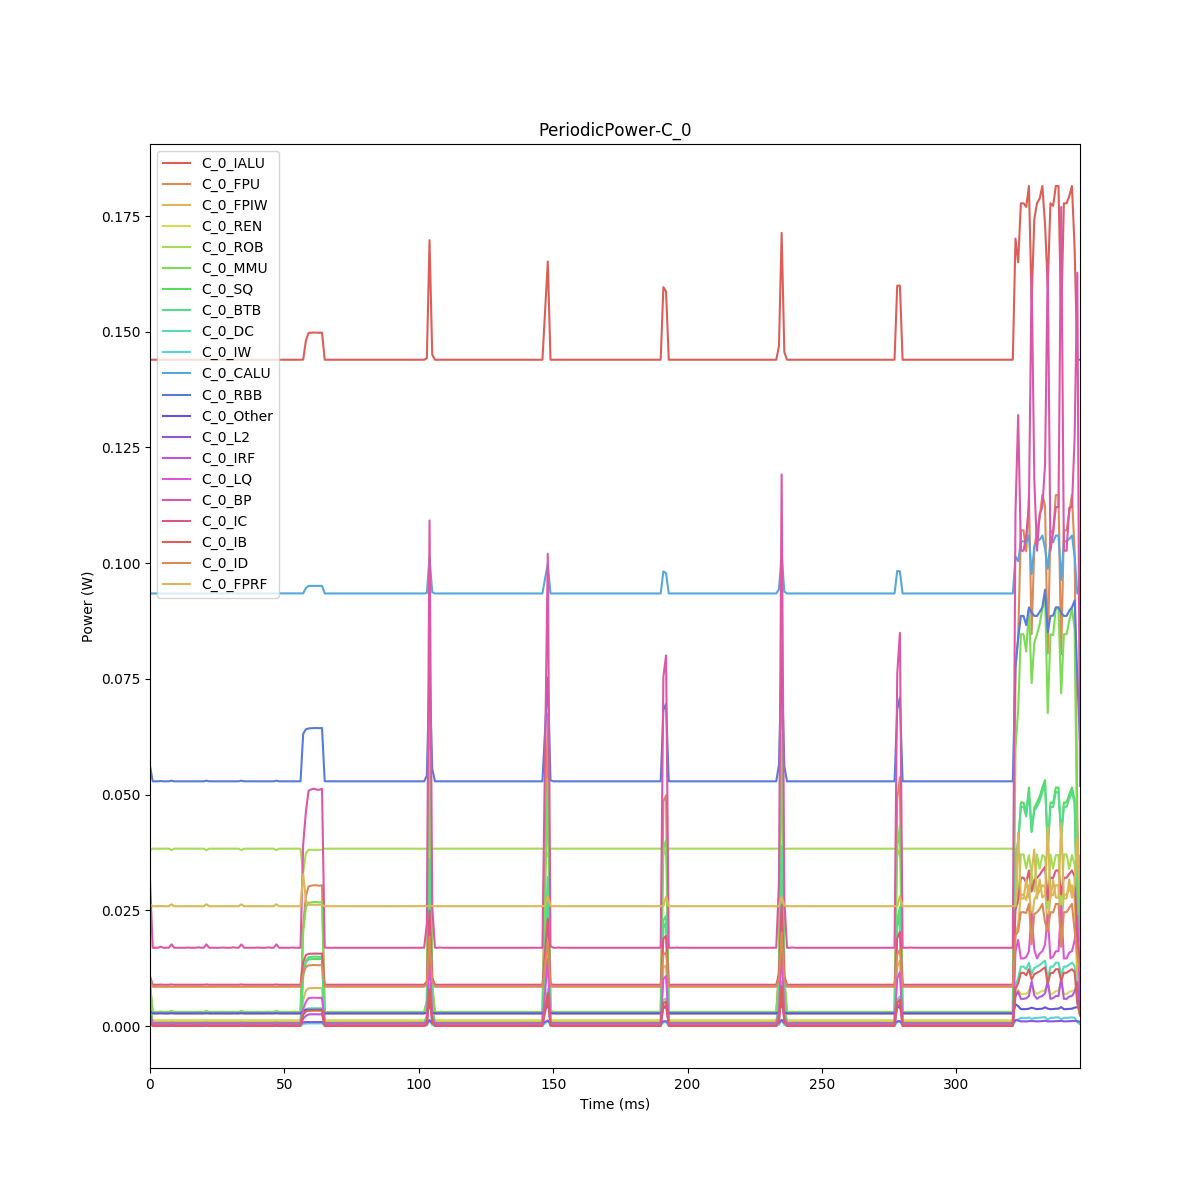 PeriodicPower-C_0
C_0_IALU
C_0_FPU
C_0_FPIW
C_0_REN
C_0_ROB
C_0_MMU
C_0_SQ
C_0_BTB
C_0_DC
C_0_IW
C_0_CALU
C_0_RBB
C_0_Other
C_0_L2
C_0_IRF
C_0_LQ
C_0_BP
C_0_IC
C_0_IB
C_0_ID
C_0_FPRF
0.175
0.150
0.125
0.100
0.075
0.050
0.025
0.000
Power (W)
0 50 100 150 200 250 300
Time (ms)